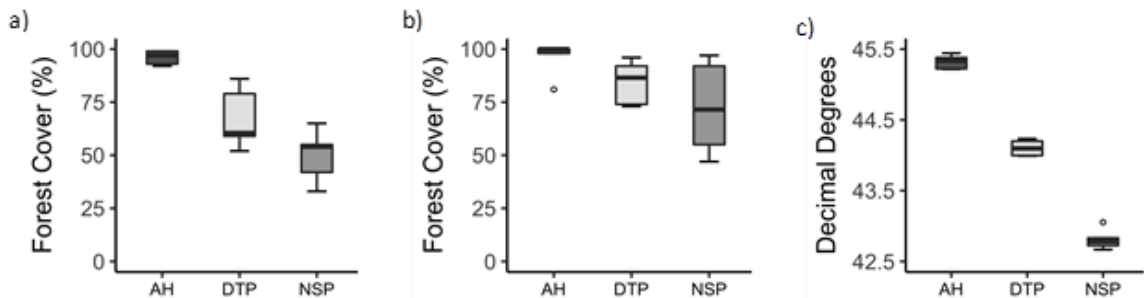 a)
Forest Cover (%)
100
75
50
25
0
AH DTP NSP
b)
Forest Cover (%)
100
75
50
25
0
AH DTP NSP
c)
Decimal Degrees
45.5
44.5
43.5
42.5
AH DTP NSP